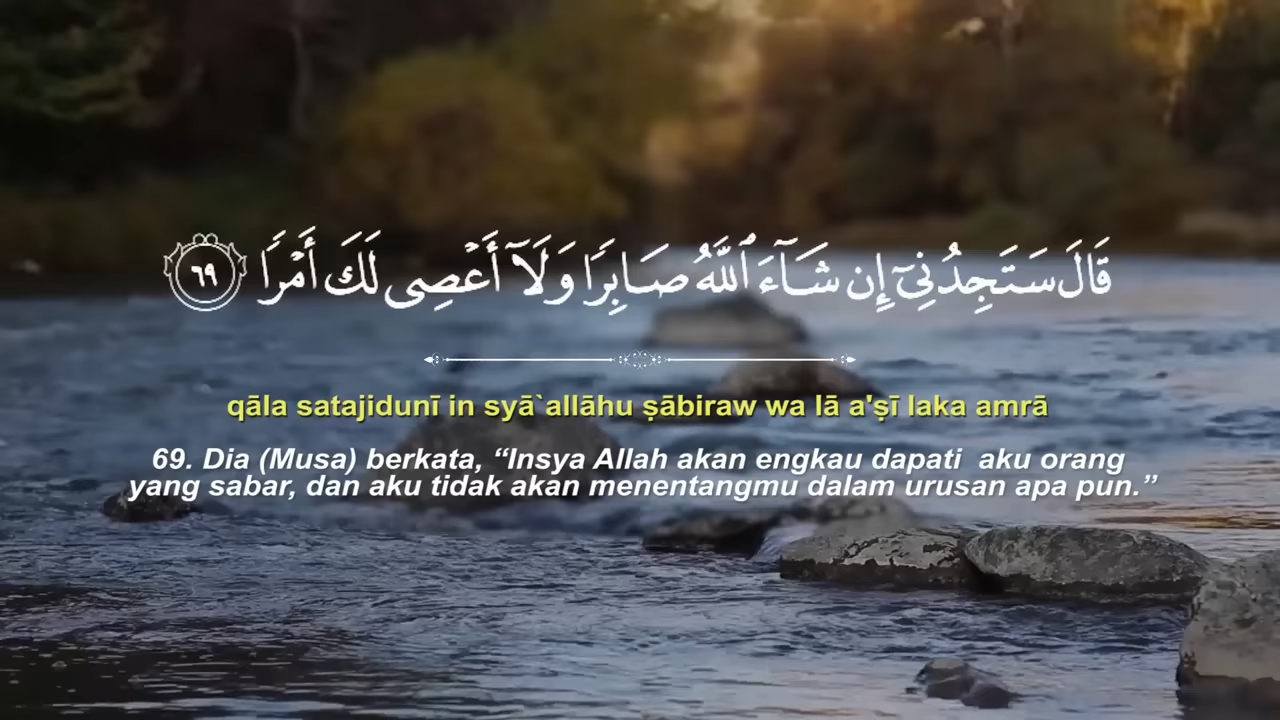 قَالَ سَتَجِدُنِىٓ إِن شَآءَ ٱللَّهُ صَابِرًا وَلَآ أَعْصِى لَكَ أَمْرًا ٦٩
qāla satajidunī in syā`allāhu ṣābiraw wa lā a'ṣī laka amrā
69. Dia (Musa) berkata, “Insya Allah akan engkau dapati  aku orang
yang sabar, dan aku tidak akan menentangmu dalam urusan apa pun.”